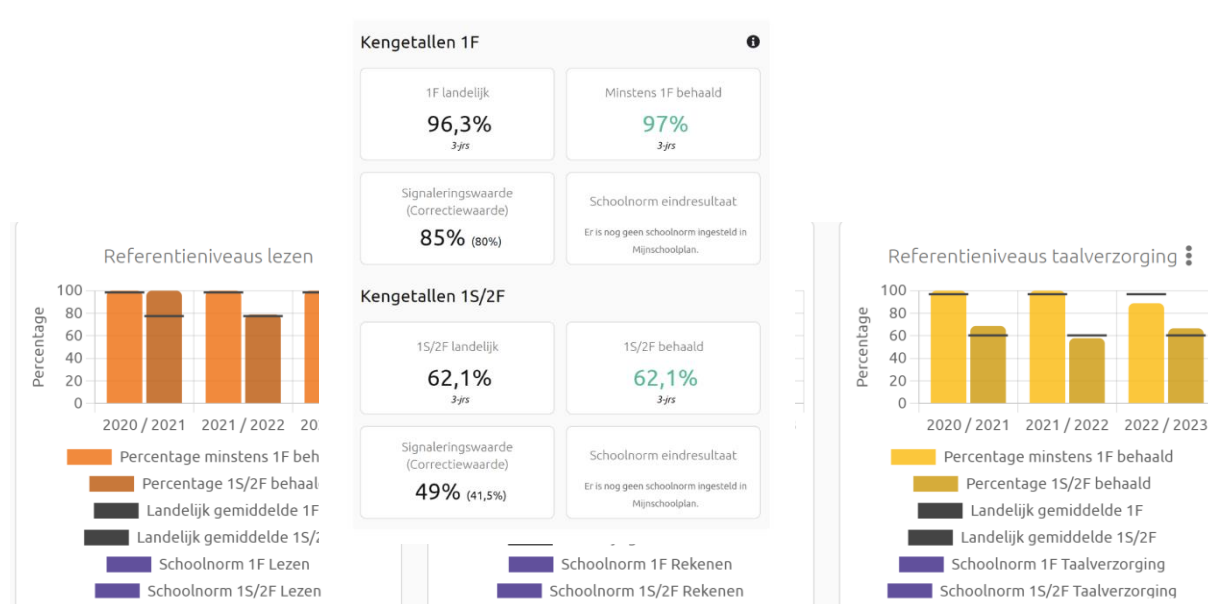 Kengetallen 1F
1F landelijk
96,3%
3-jrs
Minstens 1F behaald
97%
3-jrs
Signaleringswaarde
(Correctiewaarde)
85% (80%)
Schoolnorm eindresultaat
Er is nog geen schoolnorm ingesteld in
Mijnschoolplan.
Kengetallen 1S/2F
1S/2F landelijk
62,1%
3-jrs
1S/2F behaald
62,1%
3-jrs
Signaleringswaarde
(Correctiewaarde)
49% (41,5%)
Schoolnorm eindresultaat
Er is nog geen schoolnorm ingesteld in
Mijnschoolplan.
Referentieniveaus lezen
Percentage
100
80
60
40
20
0
2020 / 2021 2021 / 2022 20
Percentage minstens 1F beh
Percentage 1S/2F behaal
Landelijk gemiddelde 1F
Landelijk gemiddelde 1S/2
Schoolnorm 1F Lezen
Schoolnorm 1S/2F Lezen
Schoolnorm 1F Rekenen
Schoolnorm 1S/2F Rekenen
Referentieniveaus taalverzorging
Percentage
100
80
60
40
20
0
2020 / 2021 2021 / 2022 2022 / 2023
Percentage minstens 1F behaald
Percentage 1S/2F behaald
Landelijk gemiddelde 1F
Landelijk gemiddelde 1S/2F
Schoolnorm 1F Taalverzorging
Schoolnorm 1S/2F Taalverzorging